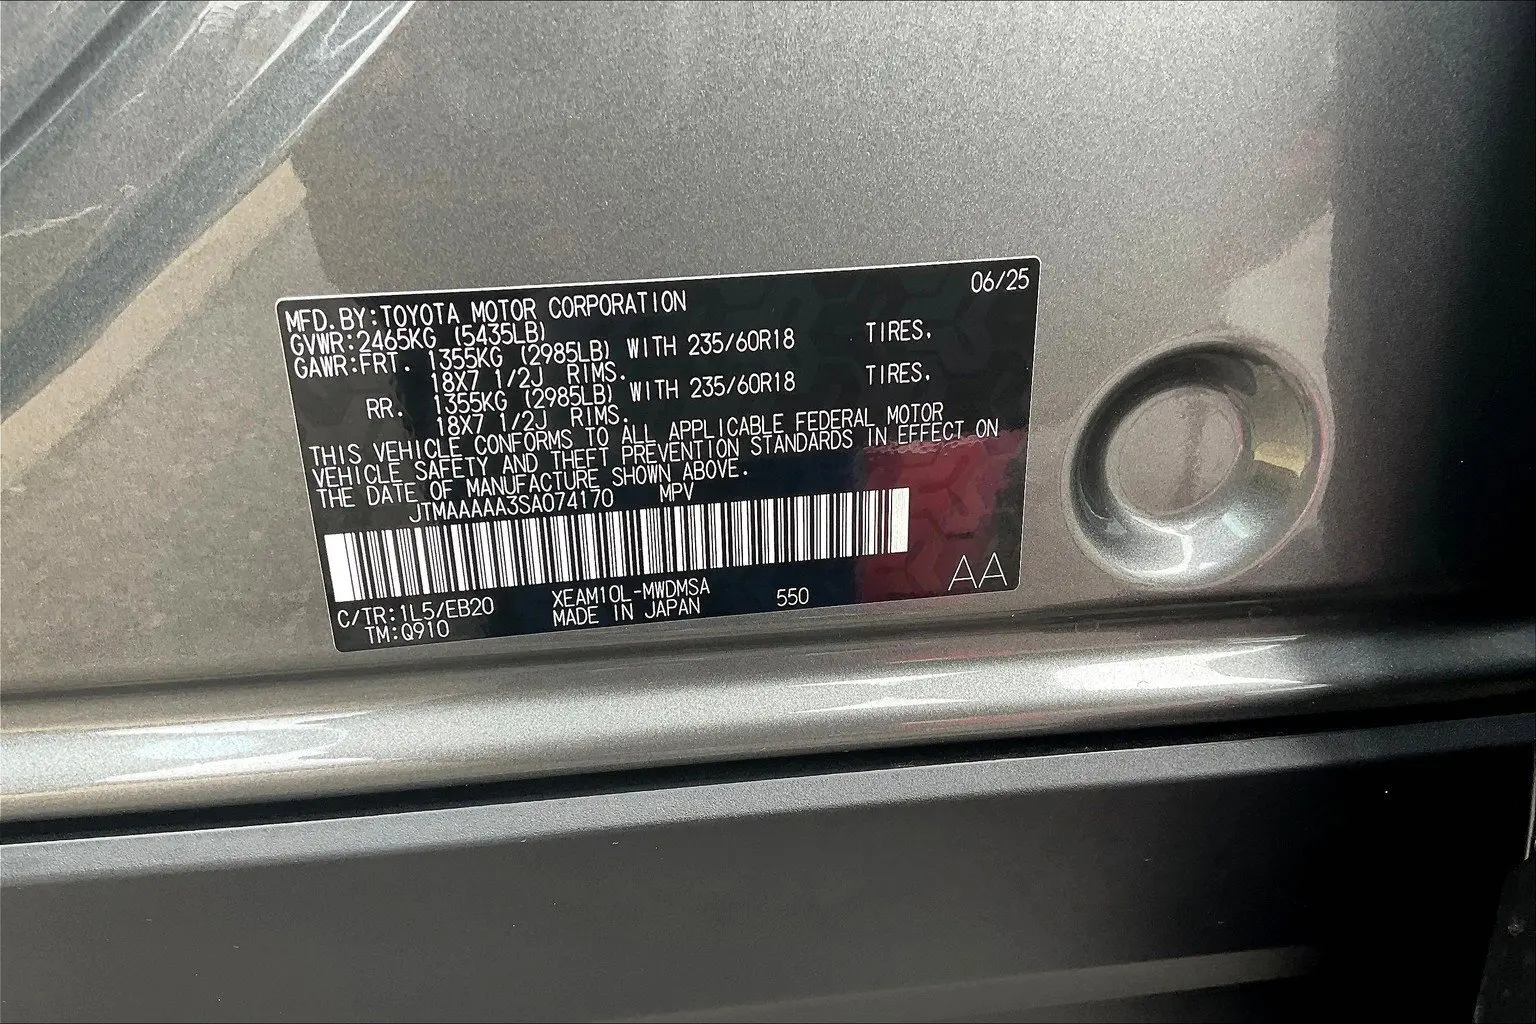 06/25
MFD.BY:TOYOTA MOTOR CORPORATION
GVWR:2465KG (5435LB)
GAWR:FRT. 1355KG (2985LB) WITH 235/60R18 TIRES,
18X7 1/2J RIMS.
RR. 1355KG (2985LB) WITH 235/60R18 TIRES,
18X7 1/2J RIMS.
THIS VEHICLE CONFORMS TO ALL APPLICABLE FEDERAL MOTOR
VEHICLE SAFETY AND THEFT PREVENTION STANDARDS IN EFFECT ON
THE DATE OF MANUFACTURE SHOWN ABOVE.
JTMAAAAA3SA074170 MPV
AA
C/TR:1L5/EB20 XEAM10L-MWDMSA 550
TM:Q910 MADE IN JAPAN